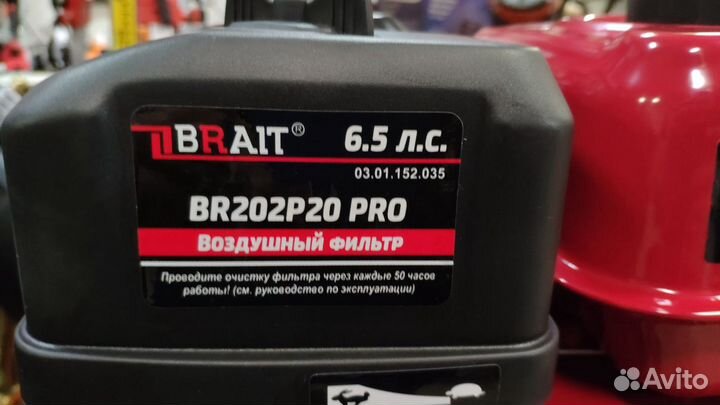 BRAIT®
6.5 л.с.
03.01.152.035
BR202P20 PRO
Воздушный фильтр
Проводите очистку фильтра через каждые 50 часов
работы! (см. руководство по эксплуатации)
Avito